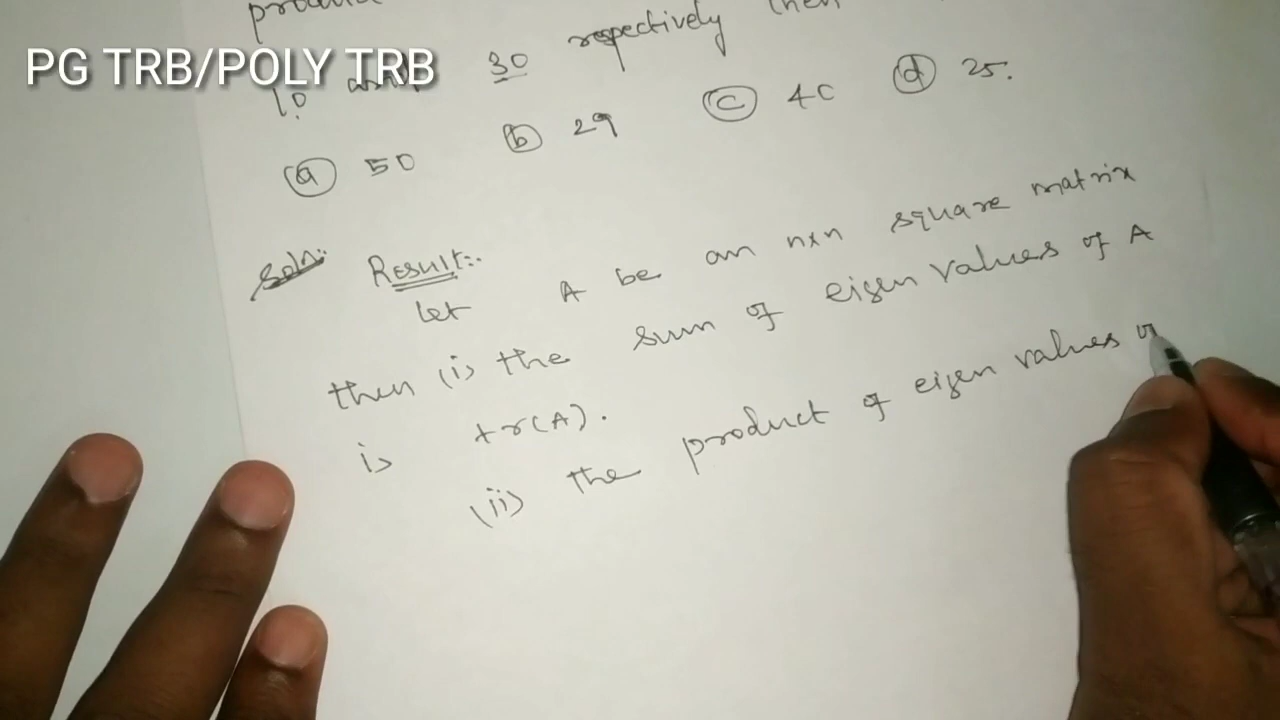 respectively then
PG TRB/POLY TRB
10 30
(a) 50 (b) 29 (c) 40 (d) 25.
Soln: Result:-
Let A be an nxn square matrix
then (i) the sum of eigen values of A
is tr(A).
(ii) the product of eigen values of